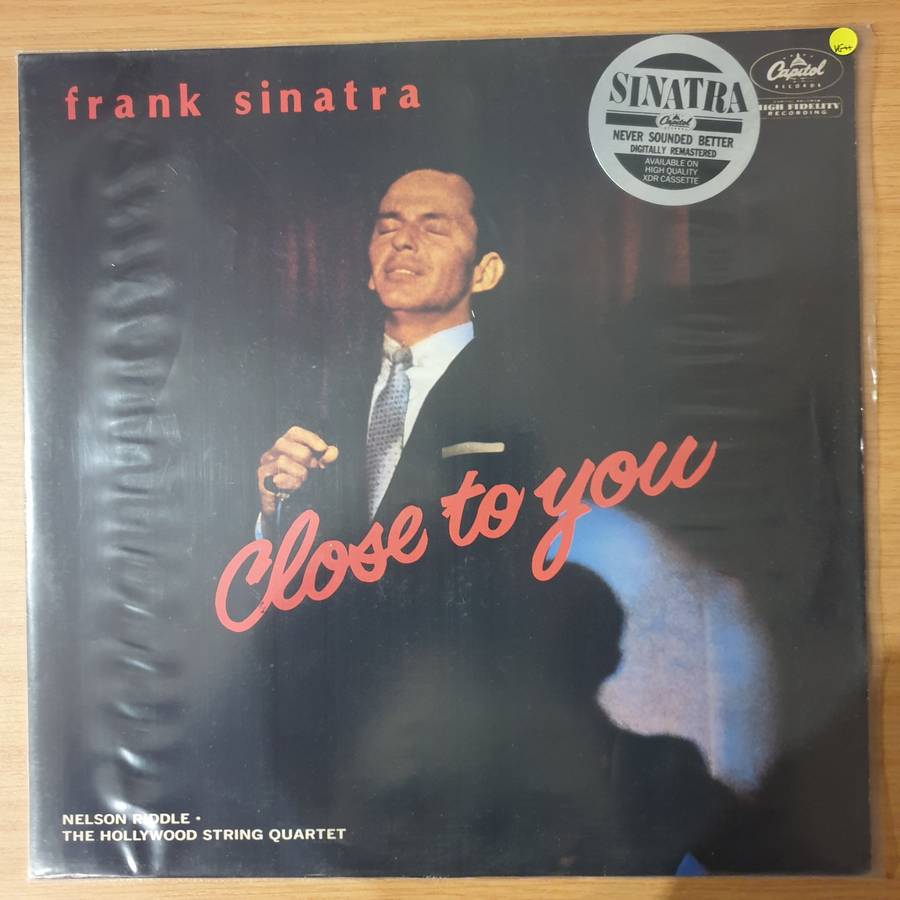 frank sinatra
SINATRA
Capitol
NEVER SOUNDED BETTER
DIGITALLY REMASTERED
AVAILABLE ON
HIGH QUALITY
XDR CASSETTE
Capitol
RECORDS
HIGH FIDELITY
RECORDING
VG++
Close to you
NELSON RIDDLE •
THE HOLLYWOOD STRING QUARTET